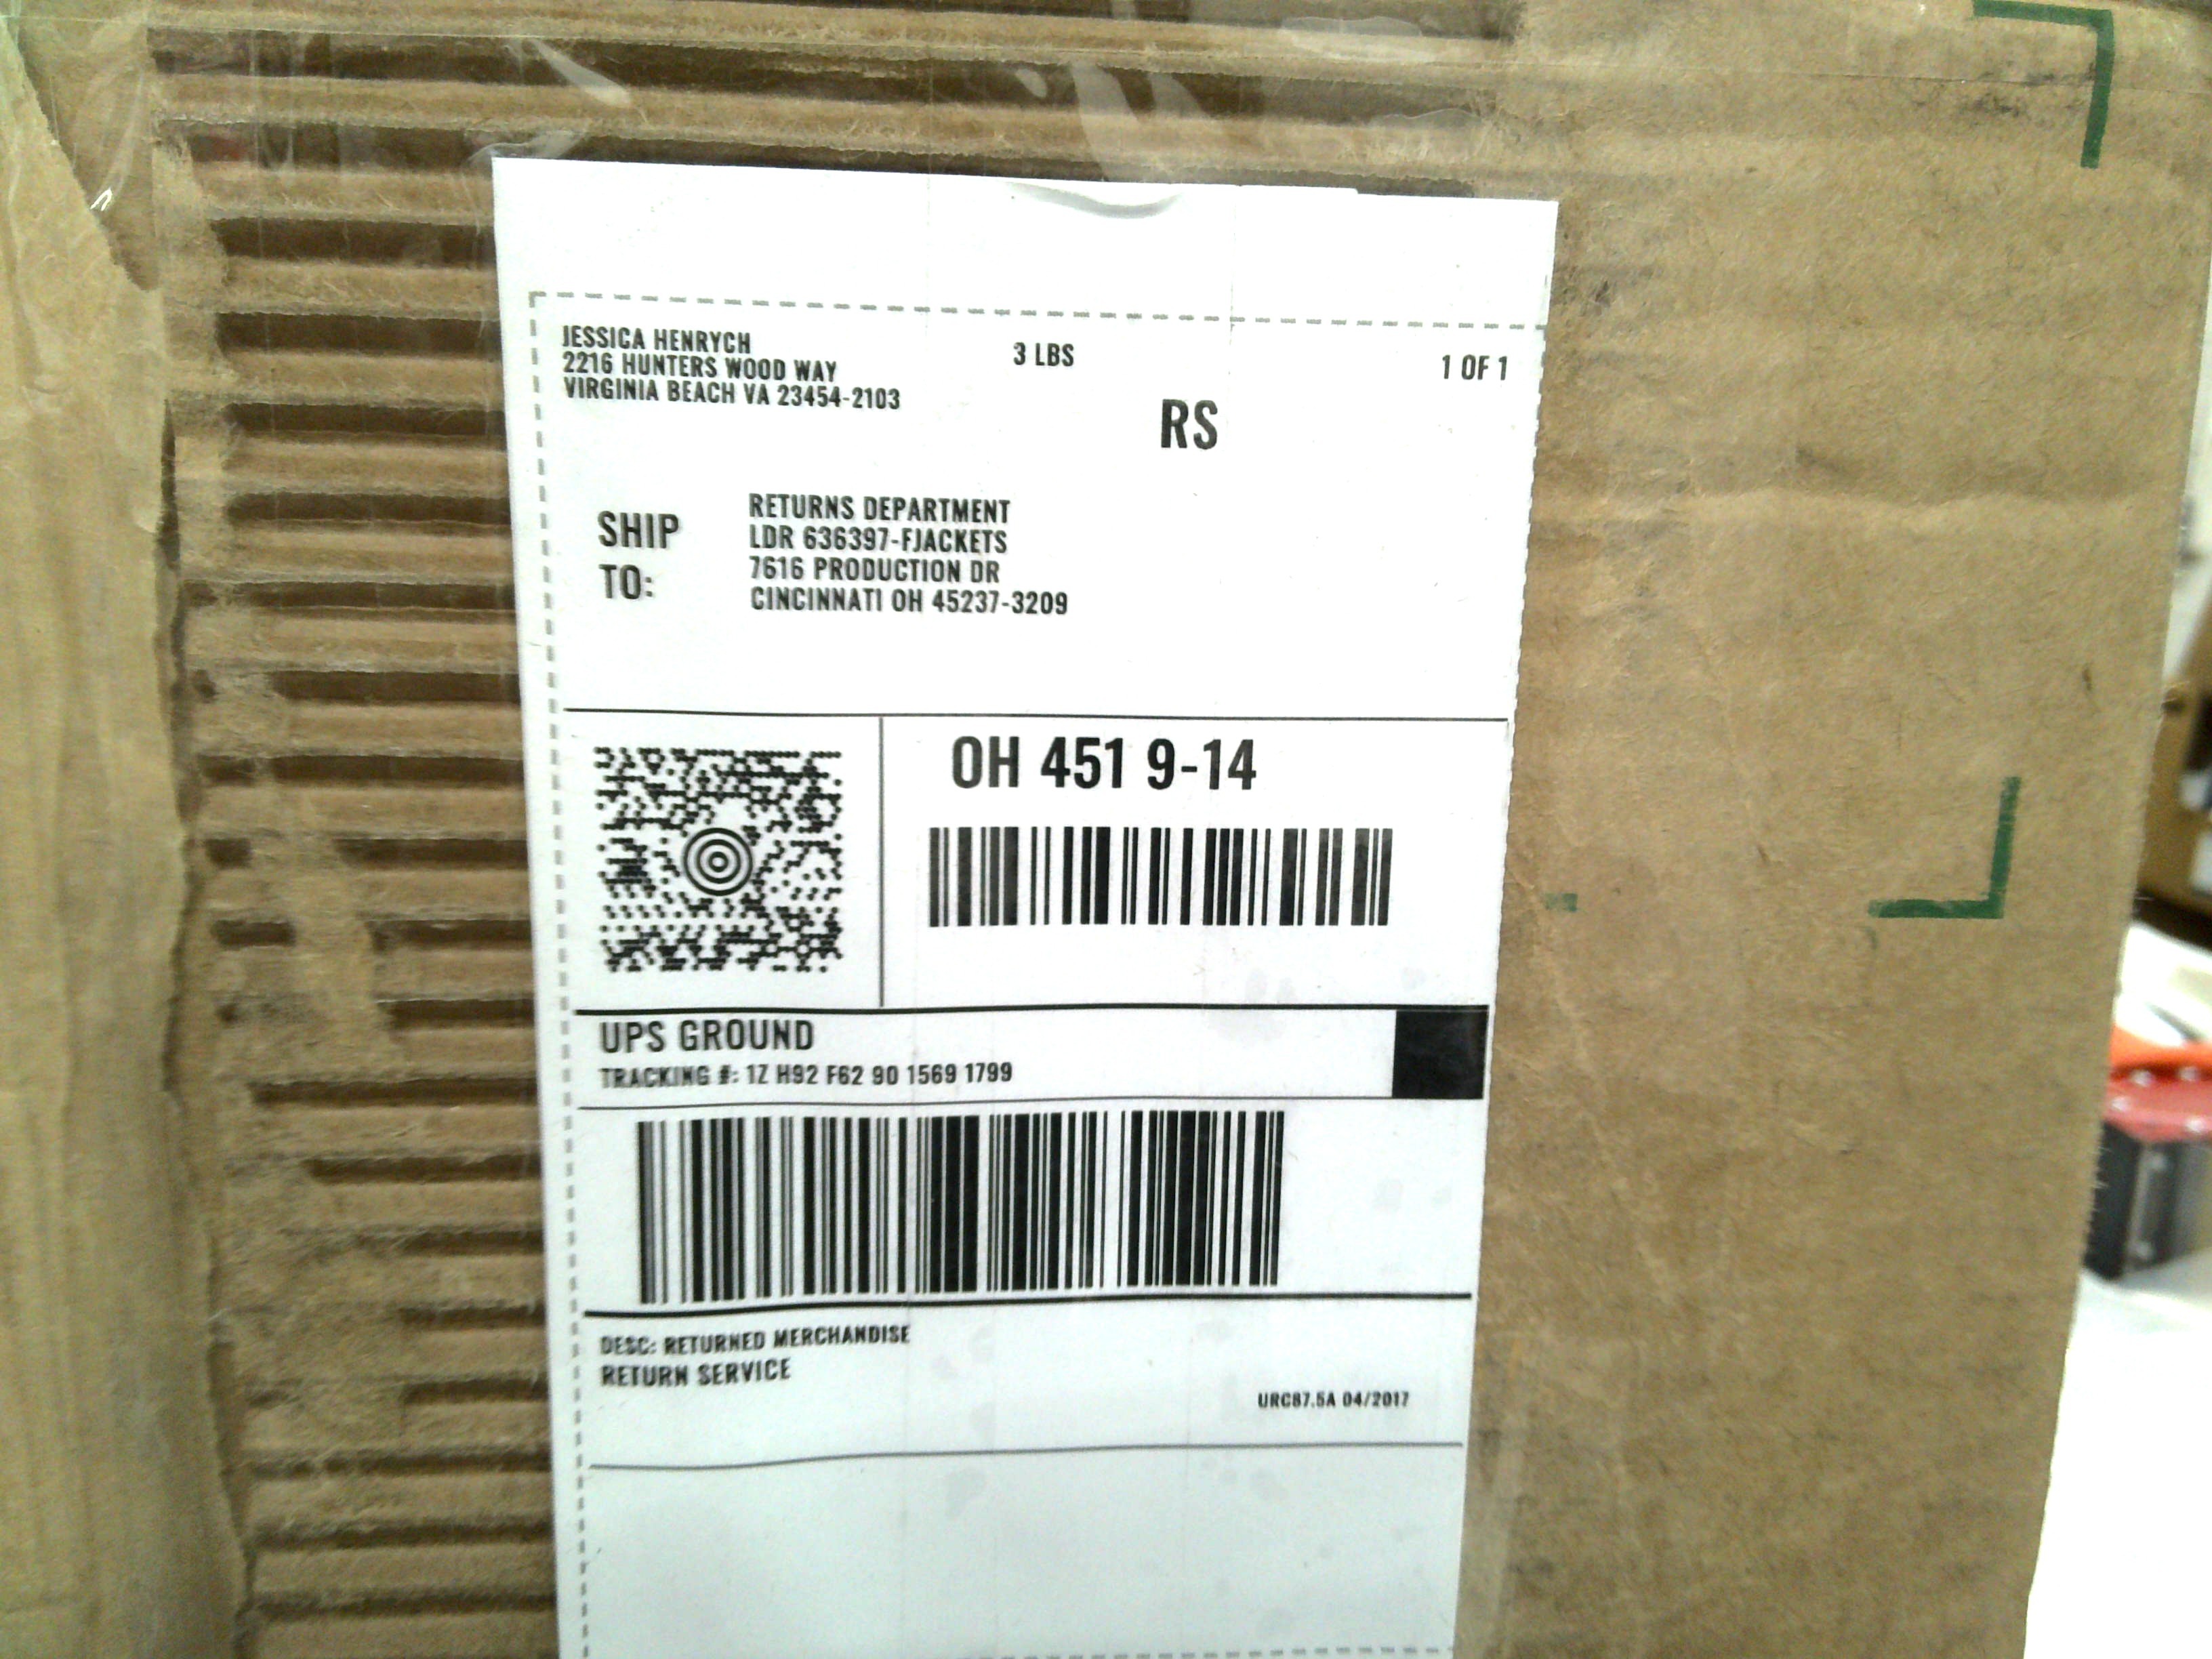 JESSICA HENRYCH
2216 HUNTERS WOOD WAY
VIRGINIA BEACH VA 23454-2103
3 LBS
1 OF 1
RS
SHIP TO:
RETURNS DEPARTMENT
LDR 636397-FJACKETS
7616 PRODUCTION DR
CINCINNATI OH 45237-3209
OH 451 9-14
UPS GROUND
TRACKING #: 1Z H92 F62 90 1569 1799
DESC: RETURNED MERCHANDISE
RETURN SERVICE
URC87.5A 04/2017